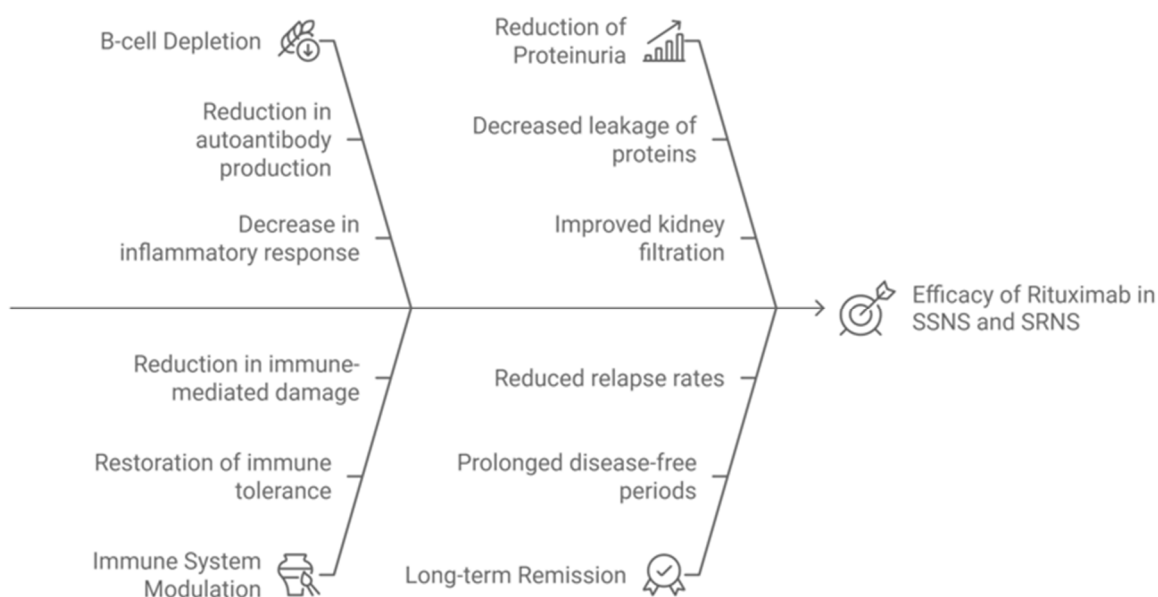 B-cell Depletion
Reduction in
autoantibody
production
Decrease in
inflammatory response
Reduction of
Proteinuria
Decreased leakage of
proteins
Improved kidney
filtration
Efficacy of Rituximab in
SSNS and SRNS
Reduction in immune-
mediated damage
Restoration of immune
tolerance
Immune System
Modulation
Reduced relapse rates
Prolonged disease-free
periods
Long-term Remission